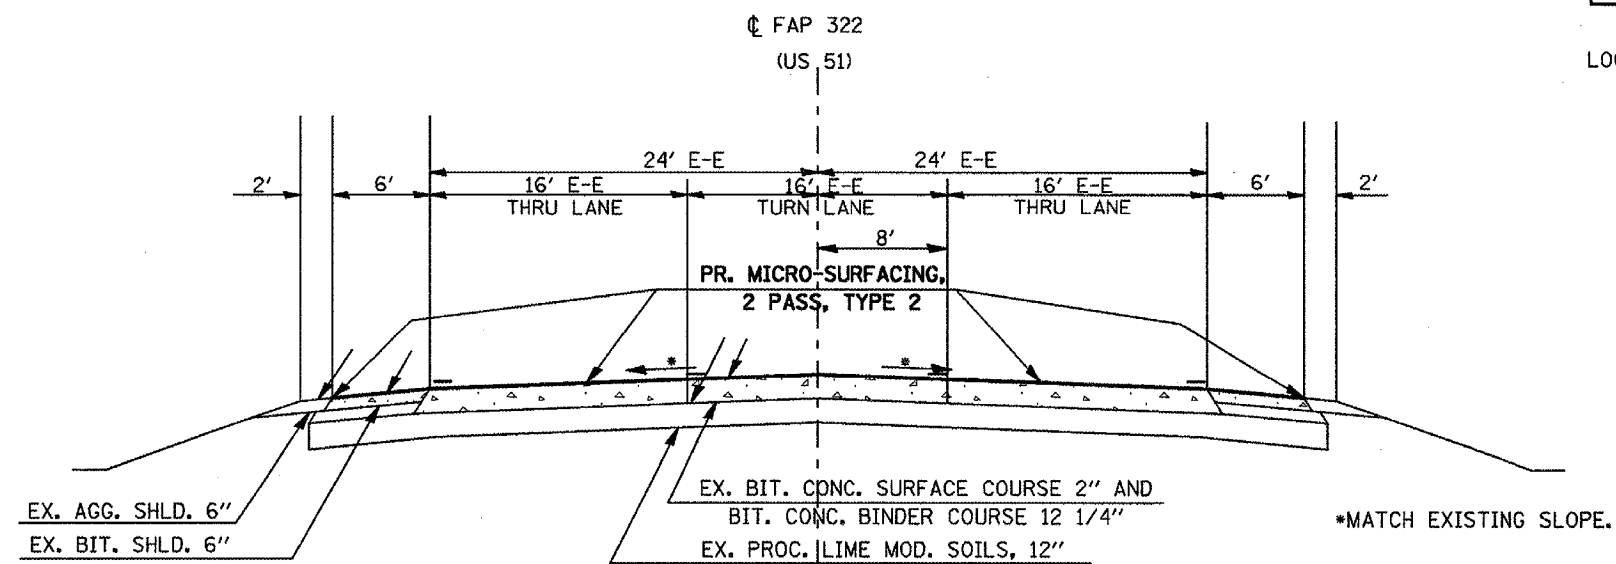 ℄ FAP 322
(US 51)
LOC
24' E-E
24' E-E
2'
6'
16' E-E
16' E-E
16' E-E
6'
2'
THRU LANE
TURN LANE
THRU LANE
8'
PR. MICRO-SURFACING,
2 PASS, TYPE 2
*
*
EX. AGG. SHLD. 6"
EX. BIT. SHLD. 6"
EX. BIT. CONC. SURFACE COURSE 2" AND
BIT. CONC. BINDER COURSE 12 1/4"
EX. PROC. LIME MOD. SOILS, 12"
*MATCH EXISTING SLOPE.